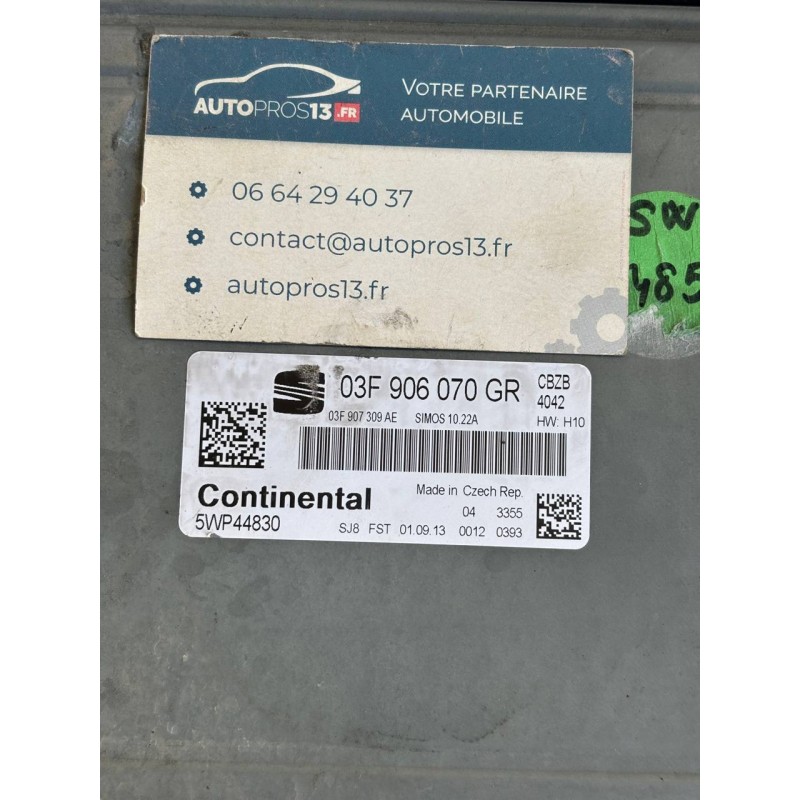 AUTOPROS13.FR
VOTRE PARTENAIRE
AUTOMOBILE
06 64 29 40 37
contact@autopros13.fr
autopros13.fr
SW
485
03F 906 070 GR
CBZB
4042
03F 907 309 AE SIMOS 10.22A HW: H10
Continental
5WP44830
Made in Czech Rep.
04 3355
SJ8 FST 01.09.13 0012 0393